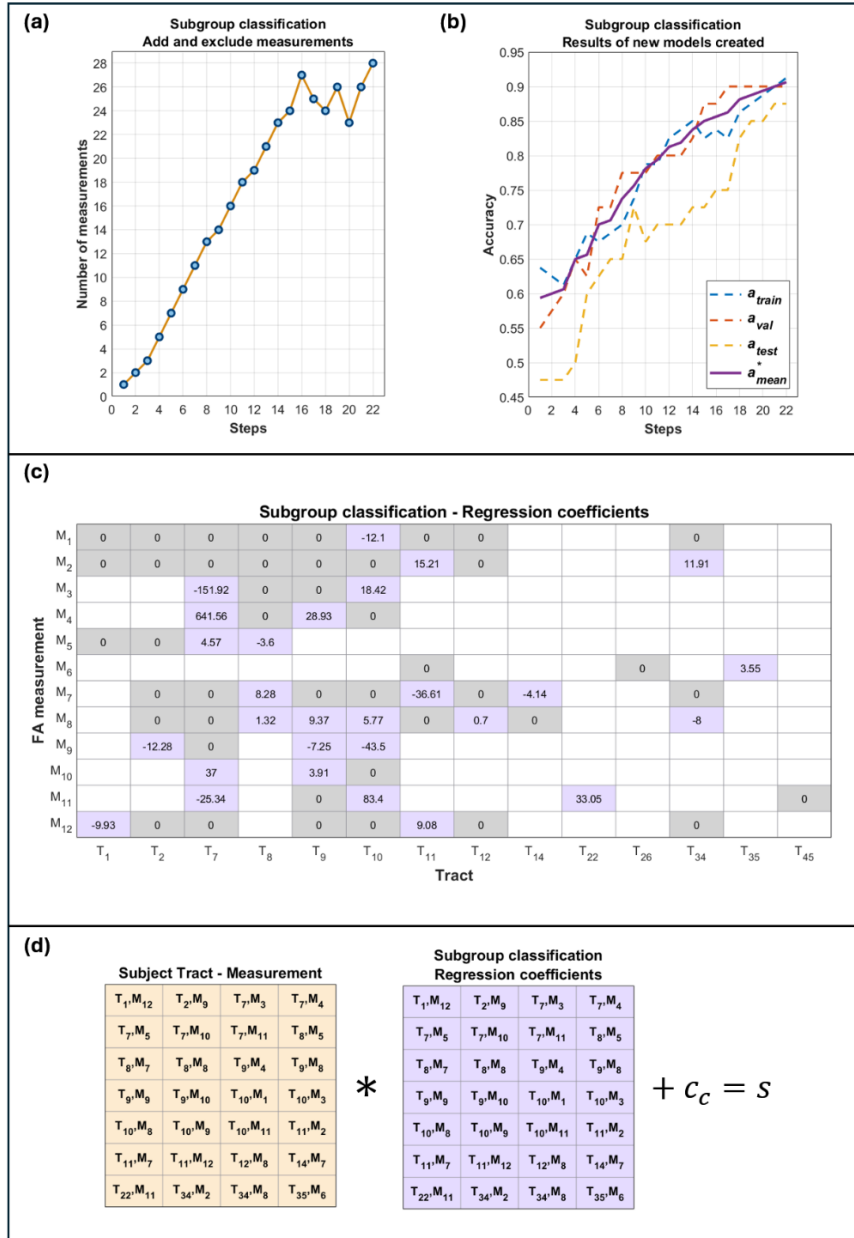 (a)
Subgroup classification
Add and exclude measurements
28
26
24
22
20
18
16
14
12
10
8
6
4
2
0
Number of measurements
0 2 4 6 8 10 12 14 16 18 20 22
Steps
(b)
Subgroup classification
Results of new models created
0.95
0.9
0.85
0.8
0.75
0.7
0.65
0.6
0.55
0.5
0.45
Accuracy
a_train
a_val
a_test
a*_mean
0 2 4 6 8 10 12 14 16 18 20 22
Steps
(c)
Subgroup classification - Regression coefficients
FA measurement
M₁ 0 0 0 0 0 -12.1 0 0 0
M₂ 0 0 0 0 0 0 15.21 0 11.91
M₃ -151.92 0 0 18.42
M₄ 641.56 0 28.93 0
M₅ 0 0 4.57 -3.6
M₆ 0 0 3.55
M₇ 0 0 8.28 0 0 -36.61 0 -4.14 0
M₈ 0 0 1.32 9.37 5.77 0 0.7 0 -8
M₉ -12.28 0 -7.25 -43.5
M₁₀ 37 3.91 0
M₁₁ -25.34 0 83.4 33.05 0
M₁₂ -9.93 0 0 0 0 9.08 0 0
T₁ T₂ T₇ T₈ T₉ T₁₀ T₁₁ T₁₂ T₁₄ T₂₂ T₂₆ T₃₄ T₃₅ T₄₅
Tract
(d)
Subject Tract - Measurement
T₁,M₁₂ T₂,M₉ T₇,M₃ T₇,M₄
T₇,M₅ T₇,M₁₀ T₇,M₁₁ T₈,M₅
T₈,M₇ T₈,M₈ T₉,M₄ T₉,M₈
T₉,M₉ T₉,M₁₀ T₁₀,M₁ T₁₀,M₃
T₁₀,M₈ T₁₀,M₉ T₁₀,M₁₁ T₁₁,M₂
T₁₁,M₇ T₁₁,M₁₂ T₁₂,M₈ T₁₄,M₇
T₂₂,M₁₁ T₃₄,M₂ T₃₄,M₈ T₃₅,M₆
*
Subgroup classification
Regression coefficients
T₁,M₁₂ T₂,M₉ T₇,M₃ T₇,M₄
T₇,M₅ T₇,M₁₀ T₇,M₁₁ T₈,M₅
T₈,M₇ T₈,M₈ T₉,M₄ T₉,M₈
T₉,M₉ T₉,M₁₀ T₁₀,M₁ T₁₀,M₃
T₁₀,M₈ T₁₀,M₉ T₁₀,M₁₁ T₁₁,M₂
T₁₁,M₇ T₁₁,M₁₂ T₁₂,M₈ T₁₄,M₇
T₂₂,M₁₁ T₃₄,M₂ T₃₄,M₈ T₃₅,M₆
+ c_c = s